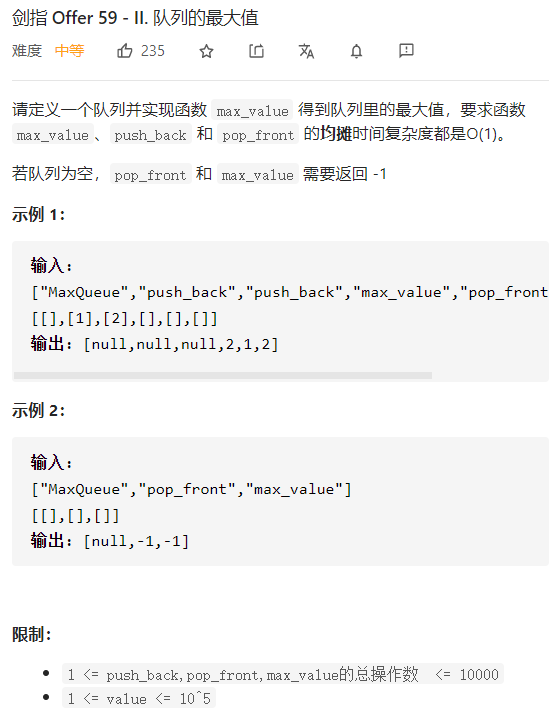 剑指 Offer 59 - II. 队列的最大值
难度 中等 235
请定义一个队列并实现函数 max_value 得到队列里的最大值，要求函数
max_value、push_back 和 pop_front 的均摊时间复杂度都是O(1)。
若队列为空，pop_front 和 max_value 需要返回 -1
示例 1：
输入：
["MaxQueue","push_back","push_back","max_value","pop_front
[[],[1],[2],[],[],[]]
输出：[null,null,null,2,1,2]
示例 2：
输入：
["MaxQueue","pop_front","max_value"]
[[],[],[]]
输出：[null,-1,-1]
限制：
• 1 <= push_back,pop_front,max_value的总操作数 <= 10000
• 1 <= value <= 10^5